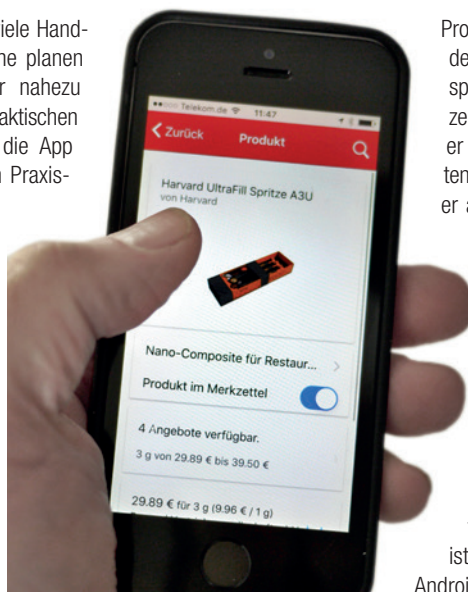 viele Hand-
ne planen
r nahezu
aktischen
die App
n Praxis-
Telekom.de 11:47
Zurück Produkt
Harvard UltraFill Spritze A3U
von Harvard
Nano-Composite für Restaur...
Produkt im Merkzettel
4 Angebote verfügbar.
3 g von 29.89 € bis 39.50 €
29.89 € für 3 g (9.96 € / 1 g)
Pro
de
sp
ze
er
ten
er a
ist
Android